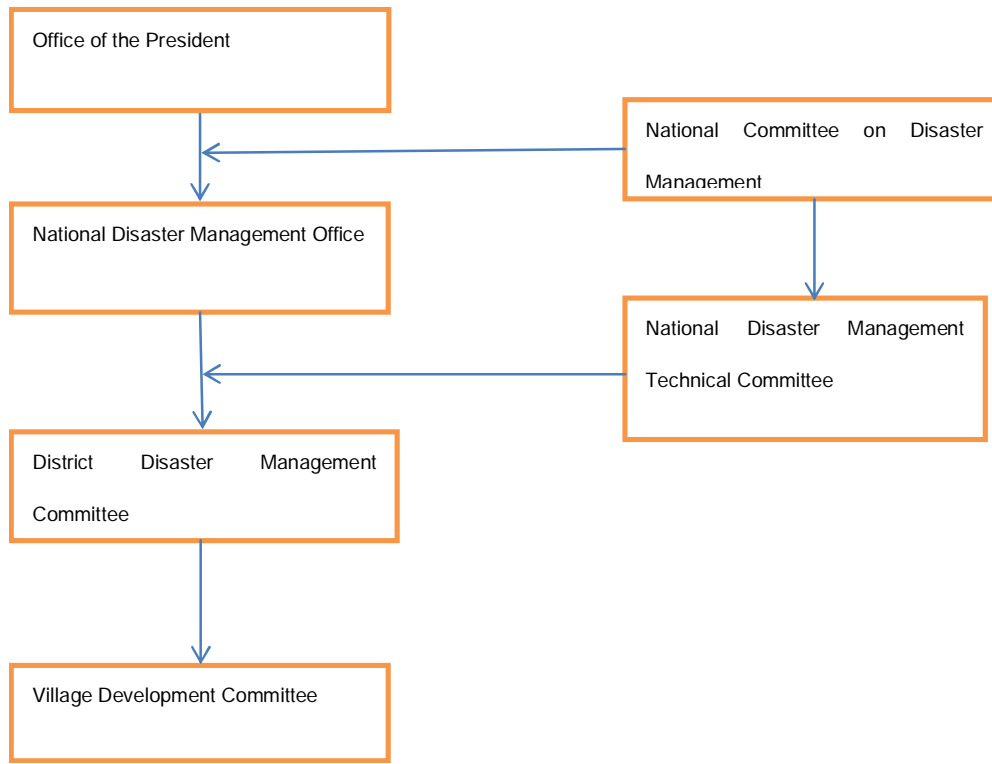 Office of the President
National Committee on Disaster
Management
National Disaster Management Office
National Disaster Management
Technical Committee
District Disaster Management
Committee
Village Development Committee